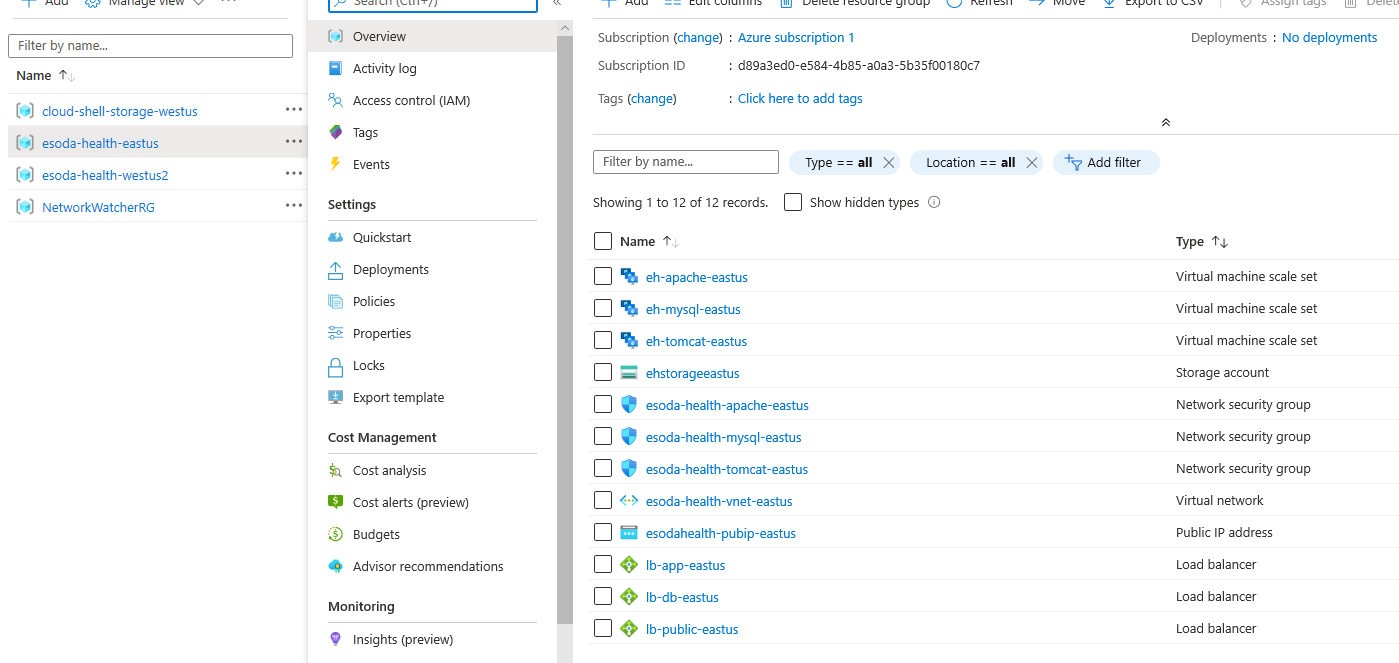 Add Manage view
Filter by name...
Name ↑↓
cloud-shell-storage-westus ...
esoda-health-eastus ...
esoda-health-westus2 ...
NetworkWatcherRG ...
Search (Ctrl+/) «
Overview
Activity log
Access control (IAM)
Tags
Events
Settings
Quickstart
Deployments
Policies
Properties
Locks
Export template
Cost Management
Cost analysis
Cost alerts (preview)
Budgets
Advisor recommendations
Monitoring
Insights (preview)
Add Edit columns Delete resource group Refresh Move Export to CSV Assign tags Delete
Subscription (change) : Azure subscription 1 Deployments : No deployments
Subscription ID : d89a3ed0-e584-4b85-a0a3-5b35f00180c7
Tags (change) : Click here to add tags
Filter by name... Type == all Location == all Add filter
Showing 1 to 12 of 12 records. Show hidden types
Name ↑↓ Type ↑↓
eh-apache-eastus Virtual machine scale set
eh-mysql-eastus Virtual machine scale set
eh-tomcat-eastus Virtual machine scale set
ehstorageeastus Storage account
esoda-health-apache-eastus Network security group
esoda-health-mysql-eastus Network security group
esoda-health-tomcat-eastus Network security group
esoda-health-vnet-eastus Virtual network
esodahealth-pubip-eastus Public IP address
lb-app-eastus Load balancer
lb-db-eastus Load balancer
lb-public-eastus Load balancer